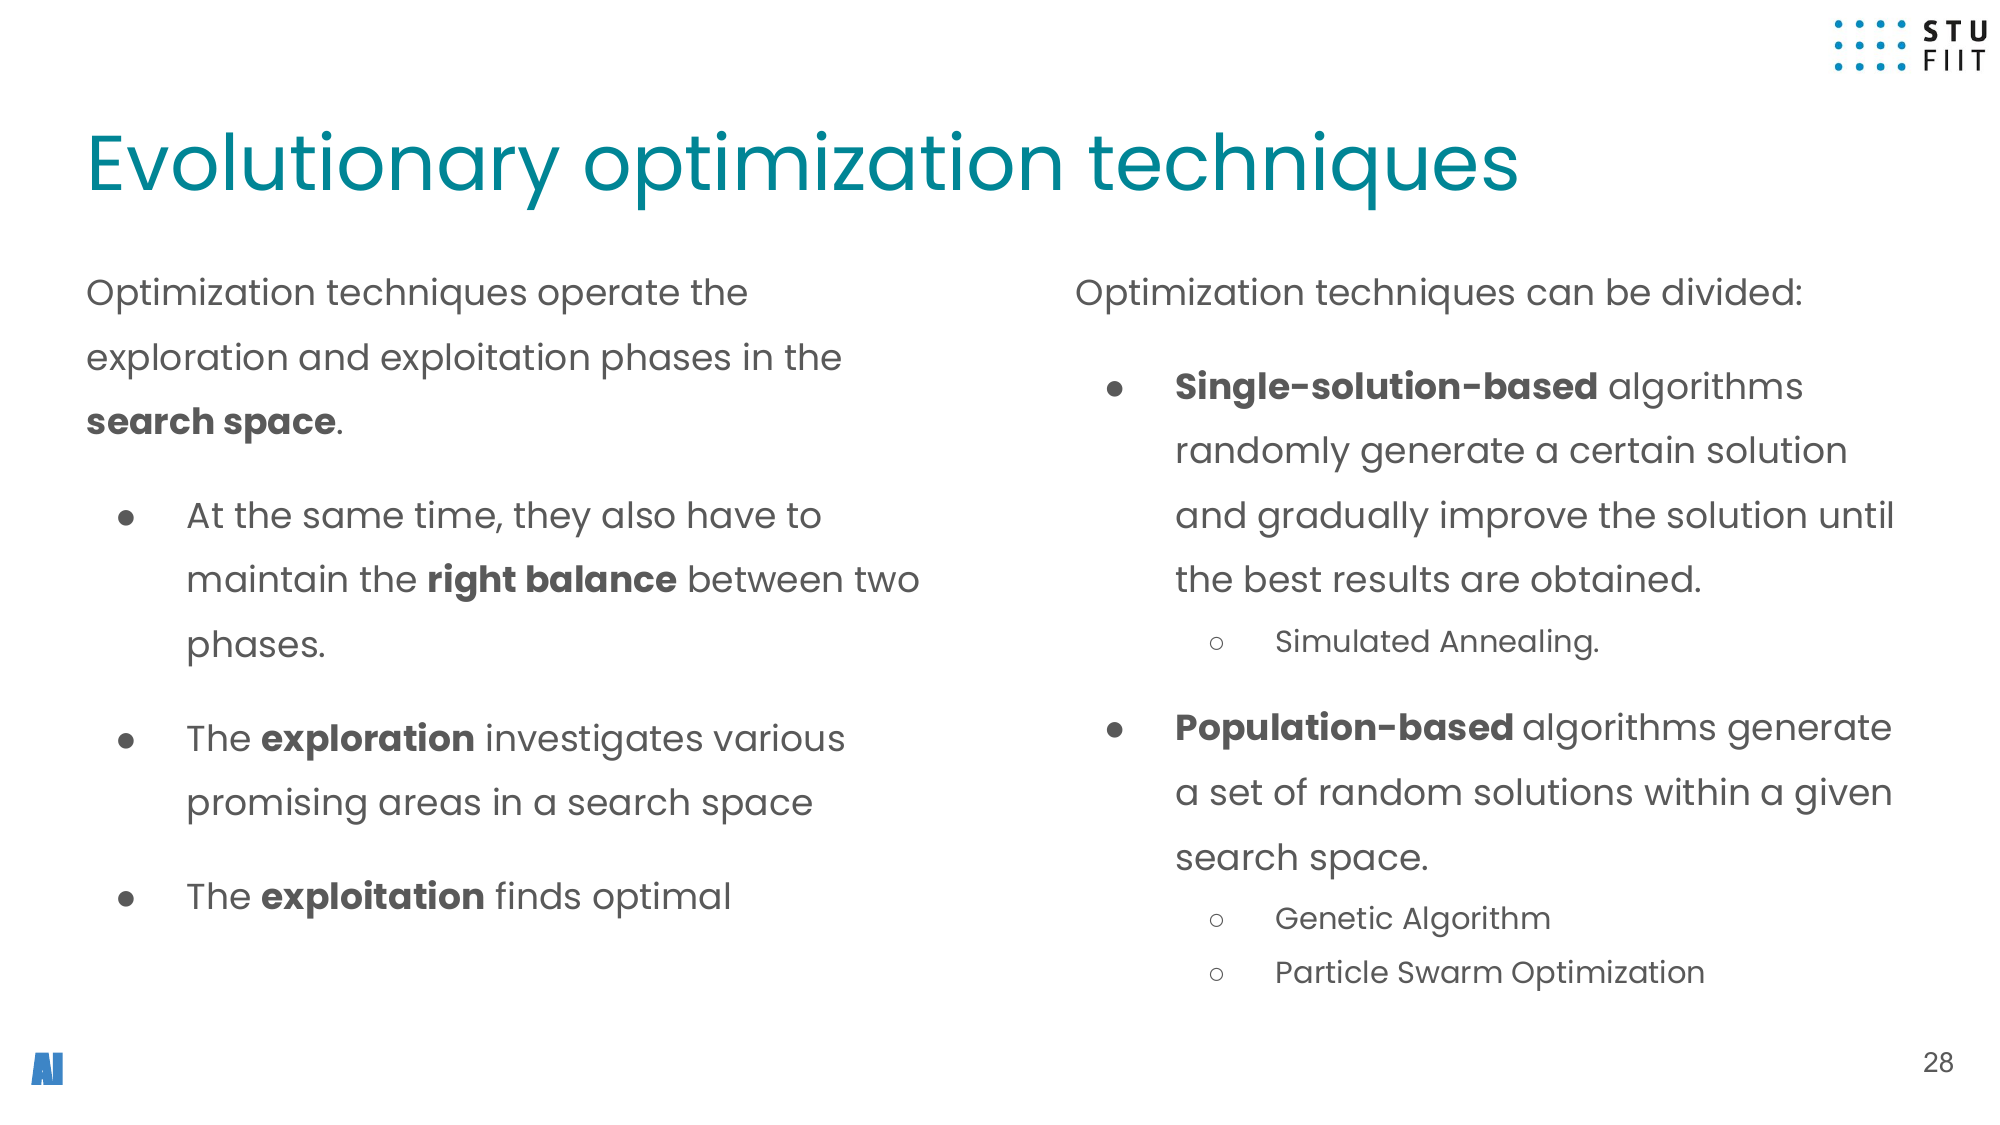 STU
FIIT
Evolutionary optimization techniques
Optimization techniques operate the
exploration and exploitation phases in the
search space.
● At the same time, they also have to
maintain the right balance between two
phases.
● The exploration investigates various
promising areas in a search space
● The exploitation finds optimal
Optimization techniques can be divided:
● Single-solution-based algorithms
randomly generate a certain solution
and gradually improve the solution until
the best results are obtained.
○ Simulated Annealing.
● Population-based algorithms generate
a set of random solutions within a given
search space.
○ Genetic Algorithm
○ Particle Swarm Optimization
AI
28